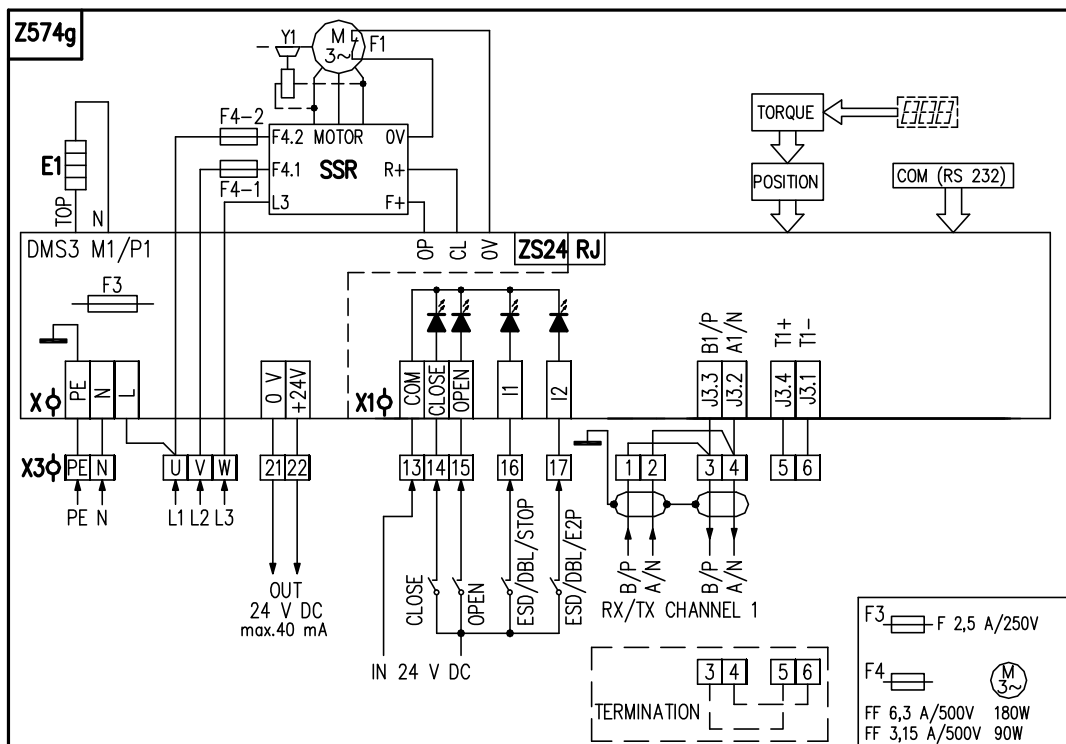 Z574g
Y1
M
3~
F1
F4-2
F4.2 MOTOR 0V
SSR
F4.1
R+
F4-1
L3
F+
E1
TOP
N
TORQUE
POSITION
COM (RS 232)
DMS3 M1/P1
OP
CL
0V
ZS24 RJ
F3
B1/P
A1/N
T1+
T1-
X
PE
N
L
0 V
+24V
X1
COM
CLOSE
OPEN
I1
I2
J3.3
J3.2
J3.4
J3.1
X3
PE N
U V W
21 22
13 14 15
16
17
1 2
3 4
5 6
PE N
L1 L2 L3
OUT
24 V DC
max.40 mA
CLOSE
OPEN
ESD/DBL/STOP
ESD/DBL/E2P
B/P
A/N
B/P
A/N
RX/TX CHANNEL 1
IN 24 V DC
TERMINATION
3 4
5 6
F3
F 2,5 A/250V
F4
M
3~
FF 6,3 A/500V 180W
FF 3,15 A/500V 90W